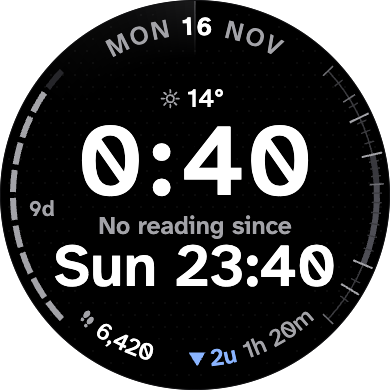 MON 16 NOV
14°
0:40
9d
No reading since
Sun 23:40
6,420
▼2u 1h 20m